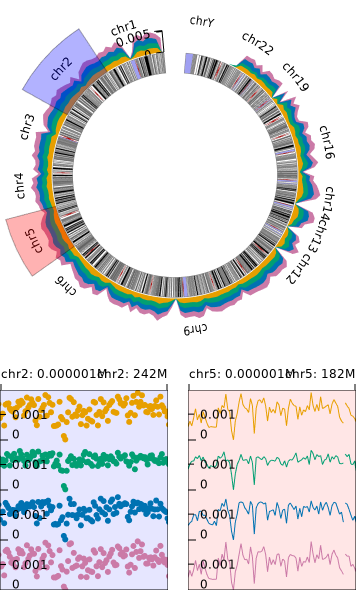 chrY
chr1
0.005
0
chr22
chr2
chr19
chr3
chr16
chr4
chr14
chr13
chr5
chr12
chr6
chr9
chr2: 0.000001M
chr2: 242M
chr5: 0.000001M
chr5: 182M
0.001
0
0.001
0
0.001
0
0.001
0
0.001
0
0.001
0
0.001
0
0.001
0